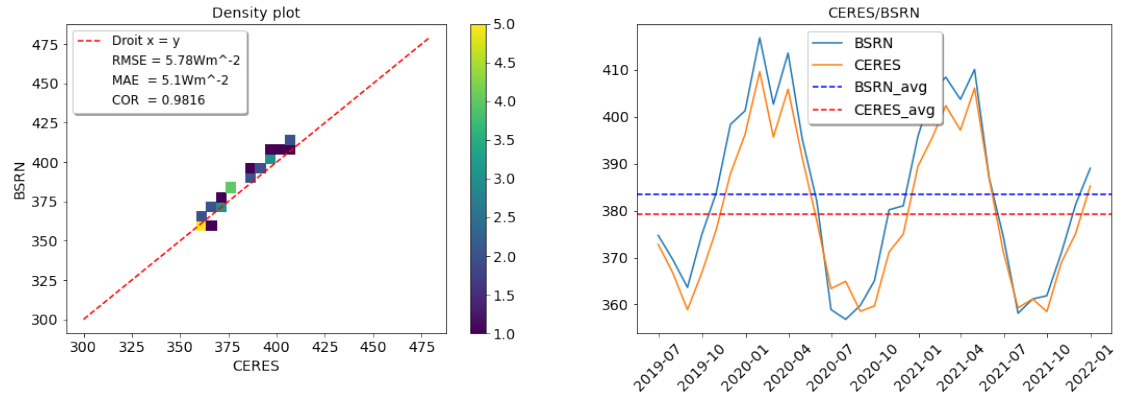 Density plot
Droit x = y
RMSE = 5.78Wm^-2
MAE = 5.1Wm^-2
COR = 0.9816
475
450
425
400
375
350
325
300
BSRN
300 325 350 375 400 425 450 475
CERES
5.0
4.5
4.0
3.5
3.0
2.5
2.0
1.5
1.0
CERES/BSRN
BSRN
CERES
BSRN_avg
CERES_avg
410
400
390
380
370
360
2019-07 2019-10 2020-01 2020-04 2020-07 2020-10 2021-01 2021-04 2021-07 2021-10 2022-01